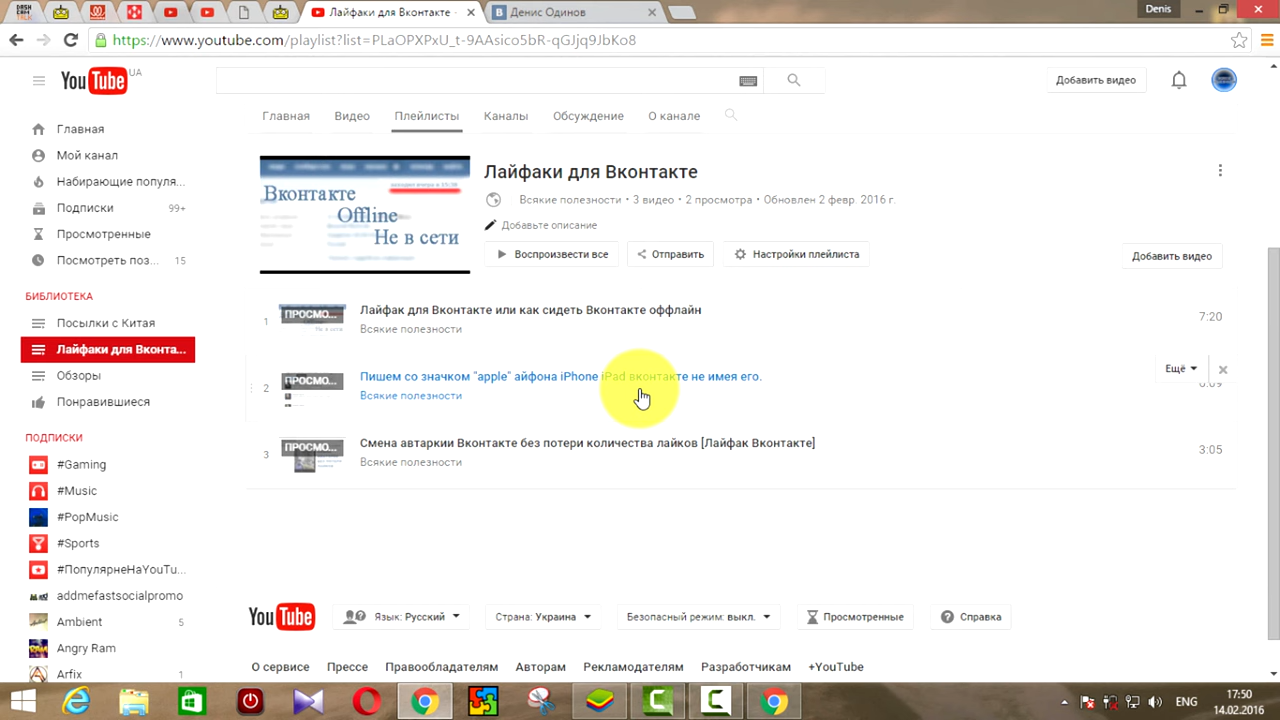 DASH CAM
Лайфаки для Вконтакте -
Денис Одинов
Denis
https://www.youtube.com/playlist?list=PLaOPXPxU_t-9AAsico5bR-qGJjq9JbKo8
YouTube UA
Добавить видео
Главная Видео Плейлисты Каналы Обсуждение О канале
Главная
Мой канал
Набирающие популя...
Подписки 99+
Просмотренные
Посмотреть поз... 15
БИБЛИОТЕКА
Посылки с Китая
Лайфаки для Вконта...
Обзоры
Понравившиеся
ПОДПИСКИ
#Gaming
#Music
#PopMusic
#Sports
#ПопулярнеНаYouTu...
addmefastsocialpromo
Ambient 5
Angry Ram
Arfix 1
Вконтакте
Offline
Не в сети
Лайфаки для Вконтакте
Всякие полезности • 3 видео • 2 просмотра • Обновлен 2 февр. 2016 г.
Добавьте описание
Воспроизвести все Отправить Настройки плейлиста
Добавить видео
1 ПРОСМО... Лайфак для Вконтакте или как сидеть Вконтакте оффлайн 7:20
Всякие полезности
2 ПРОСМО... Пишем со значком "apple" айфона iPhone iPad вконтакте не имея его. Ещё
Всякие полезности
3 ПРОСМО... Смена автаркии Вконтакте без потери количества лайков [Лайфак Вконтакте] 3:05
Всякие полезности
YouTube Язык: Русский Страна: Украина Безопасный режим: выкл. Просмотренные Справка
О сервисе Прессе Правообладателям Авторам Рекламодателям Разработчикам +YouTube
ENG
17:50
14.02.2016